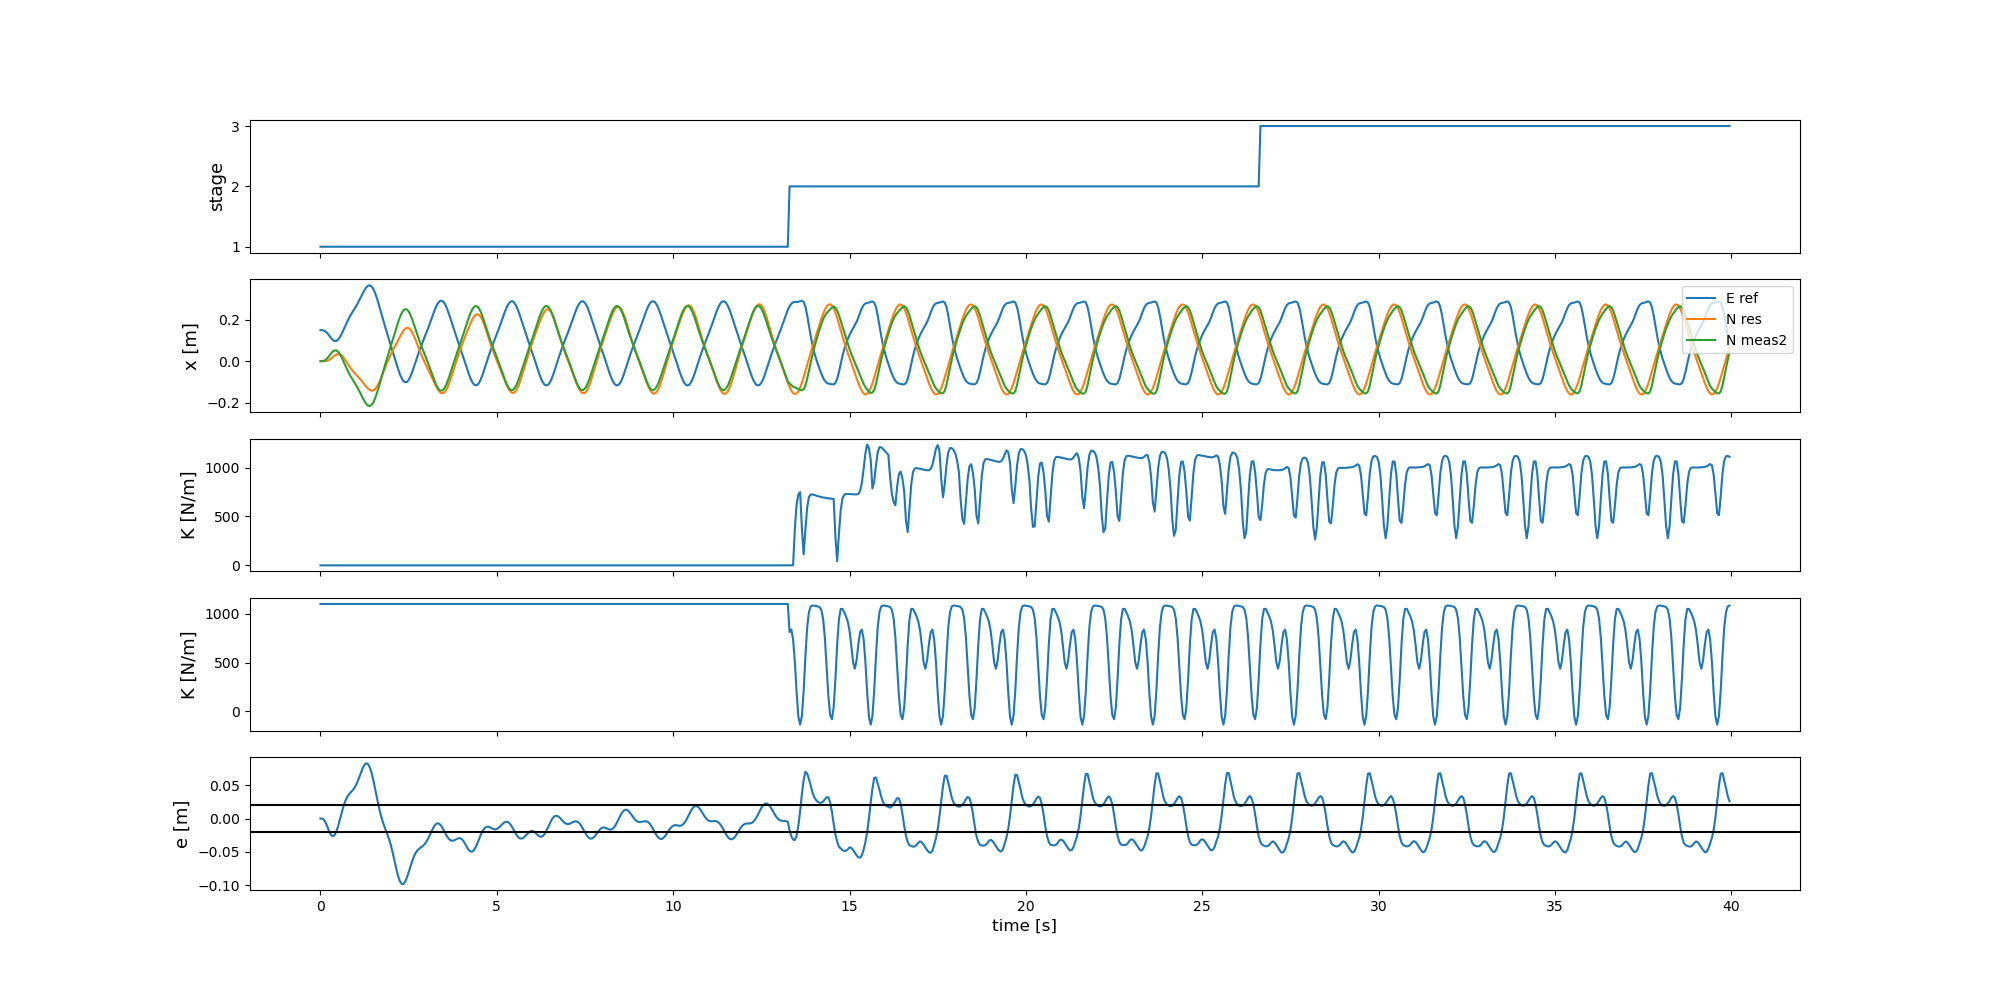 stage
3
2
1
x [m]
0.2
0.0
−0.2
E ref
N res
N meas2
K [N/m]
1000
500
0
K [N/m]
1000
500
0
e [m]
0.05
0.00
−0.05
−0.10
0 5 10 15 20 25 30 35 40
time [s]